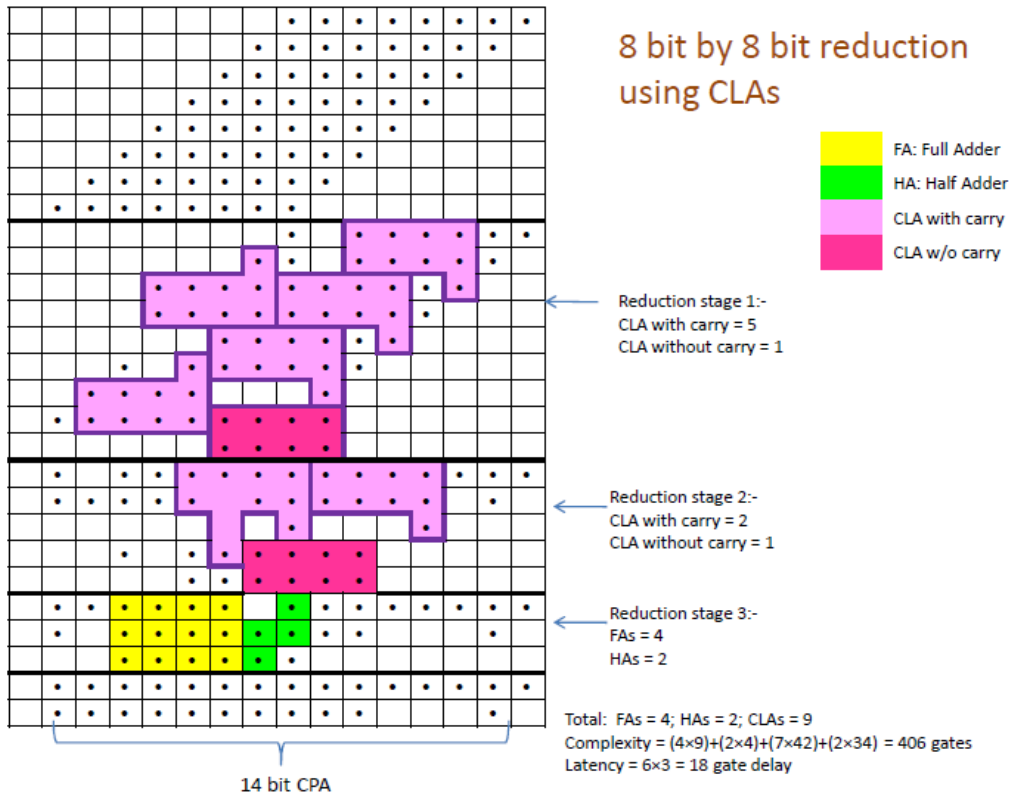 8 bit by 8 bit reduction
using CLAs
FA: Full Adder
HA: Half Adder
CLA with carry
CLA w/o carry
Reduction stage 1:-
CLA with carry = 5
CLA without carry = 1
Reduction stage 2:-
CLA with carry = 2
CLA without carry = 1
Reduction stage 3:-
FAs = 4
HAs = 2
Total: FAs = 4; HAs = 2; CLAs = 9
Complexity = (4×9)+(2×4)+(7×42)+(2×34) = 406 gates
Latency = 6×3 = 18 gate delay
14 bit CPA